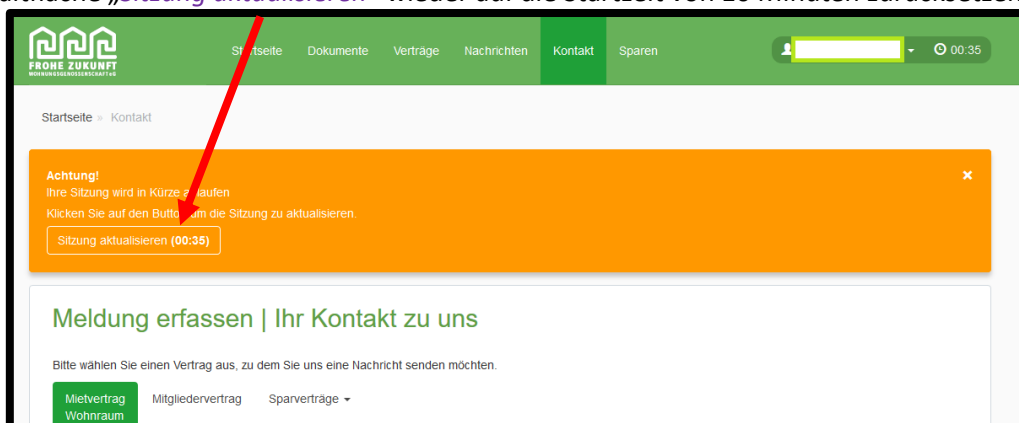 „Sitzung aktualisieren“ wieder auf die Startzeit von Minuten zurücksetzen
FROHE ZUKUNFT
WOHNUNGSGENOSSENSCHAFT EG
Startseite Dokumente Verträge Nachrichten Kontakt Sparen 00:35
Startseite » Kontakt
Achtung!
Ihre Sitzung wird in Kürze ablaufen
Klicken Sie auf den Button um die Sitzung zu aktualisieren.
Sitzung aktualisieren (00:35)
Meldung erfassen | Ihr Kontakt zu uns
Bitte wählen Sie einen Vertrag aus, zu dem Sie uns eine Nachricht senden möchten.
Mietvertrag Mitgliedervertrag Sparverträge
Wohnraum